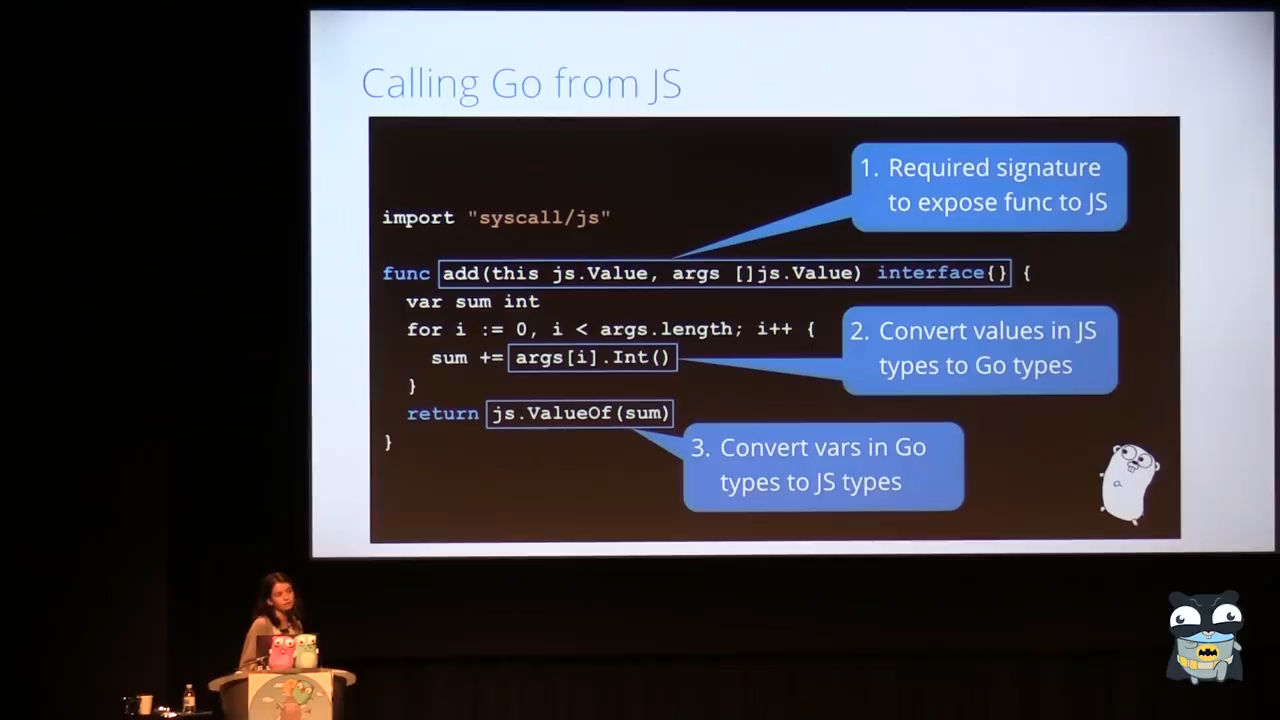 Calling Go from JS
1. Required signature
to expose func to JS
import "syscall/js"
func add(this js.Value, args []js.Value) interface{} {
var sum int
for i := 0, i < args.length; i++ {
2. Convert values in JS
types to Go types
sum += args[i].Int()
}
return js.ValueOf(sum)
3. Convert vars in Go
types to JS types
}